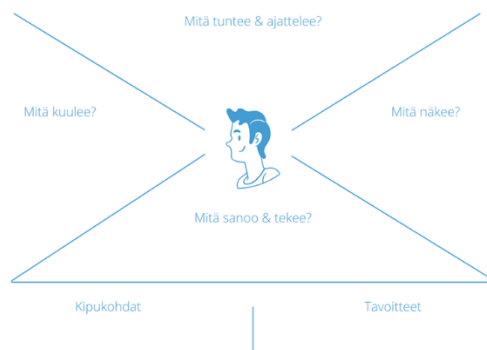 Mitä tuntee & ajattelee?
Mitä kuulee?
Mitä näkee?
Mitä sanoo & tekee?
Kipukohdat
Tavoitteet